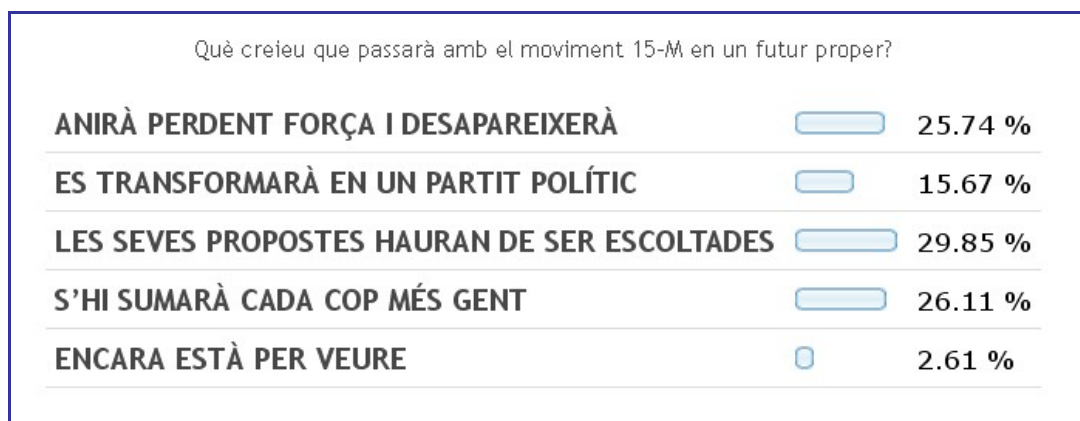 Què creieu que passarà amb el moviment 15-M en un futur proper?
ANIRÀ PERDENT FORÇA I DESAPAREIXERÀ 25.74 %
ES TRANSFORMARÀ EN UN PARTIT POLÍTIC 15.67 %
LES SEVES PROPOSTES HAURAN DE SER ESCOLTADES 29.85 %
S’HI SUMARÀ CADA COP MÉS GENT 26.11 %
ENCARA ESTÀ PER VEURE 2.61 %